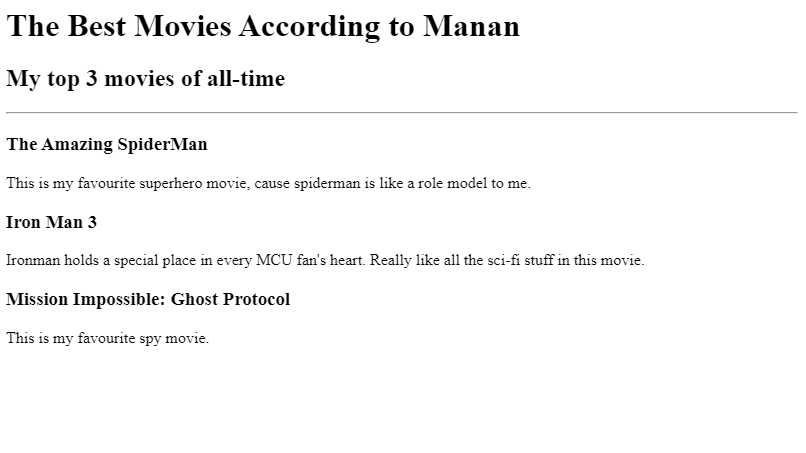 The Best Movies According to Manan
My top 3 movies of all-time
The Amazing SpiderMan
This is my favourite superhero movie, cause spiderman is like a role model to me.
Iron Man 3
Ironman holds a special place in every MCU fan's heart. Really like all the sci-fi stuff in this movie.
Mission Impossible: Ghost Protocol
This is my favourite spy movie.